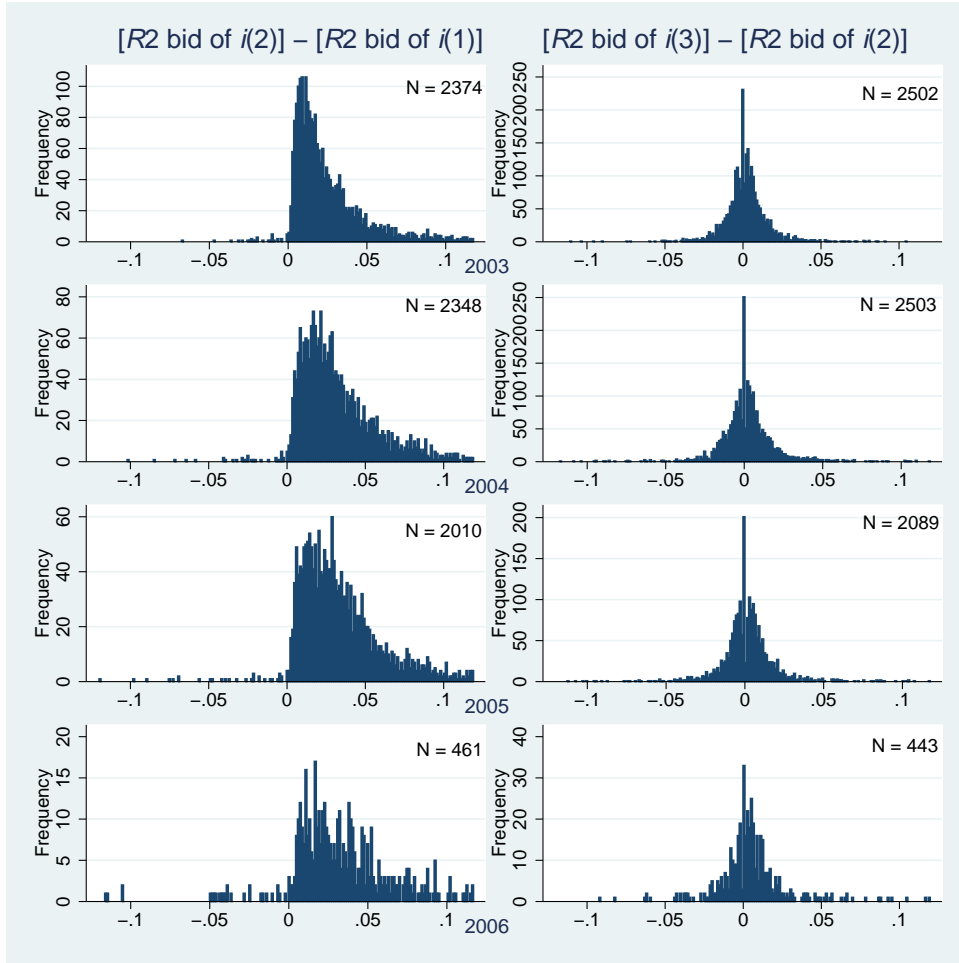 [R2 bid of i(2)] – [R2 bid of i(1)]
[R2 bid of i(3)] – [R2 bid of i(2)]
N = 2374
Frequency
0 20 40 60 80 100
−.1 −.05 0 .05 .1
N = 2502
Frequency
0 50 100 150 200 250
−.1 −.05 0 .05 .1
2003
N = 2348
Frequency
0 20 40 60 80
−.1 −.05 0 .05 .1
N = 2503
Frequency
0 50 100 150 200 250
−.1 −.05 0 .05 .1
2004
N = 2010
Frequency
0 20 40 60
−.1 −.05 0 .05 .1
N = 2089
Frequency
0 50 100 150 200
−.1 −.05 0 .05 .1
2005
N = 461
Frequency
0 5 10 15 20
−.1 −.05 0 .05 .1
N = 443
Frequency
0 10 20 30 40
−.1 −.05 0 .05 .1
2006